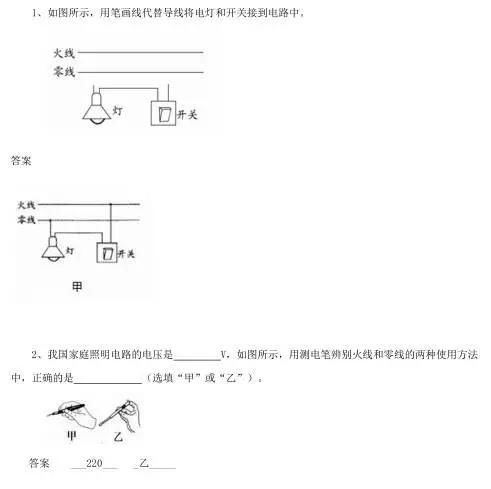 1、如图所示，用笔画线代替导线将电灯和开关接到电路中。
火线
零线
灯
开关
答案
火线
零线
灯
开关
甲
2、我国家庭照明电路的电压是________V，如图所示，用测电笔辨别火线和零线的两种使用方法
中，正确的是____________（选填“甲”或“乙”）。
甲 乙
答案 ___220___ _乙_____